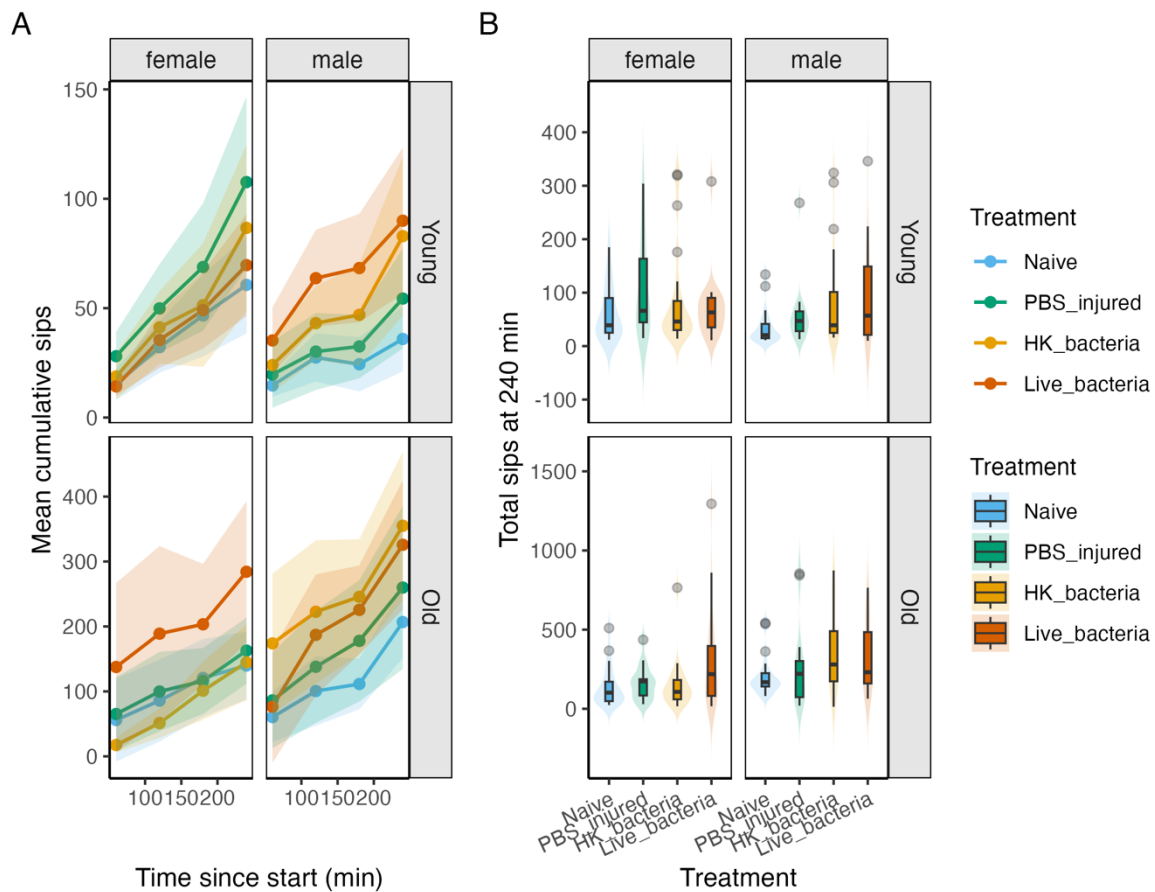 A
B
female
male
female
male
Mean cumulative sips
150
100
50
0
Young
Total sips at 240 min
400
300
200
100
0
-100
Young
400
300
200
100
0
Old
1500
1000
500
0
Old
100150200
100150200
Time since start (min)
Naive
PBS_injured
HK_bacteria
Live_bacteria
Naive
PBS_injured
HK_bacteria
Live_bacteria
Treatment
Treatment
Naive
PBS_injured
HK_bacteria
Live_bacteria
Treatment
Naive
PBS_injured
HK_bacteria
Live_bacteria